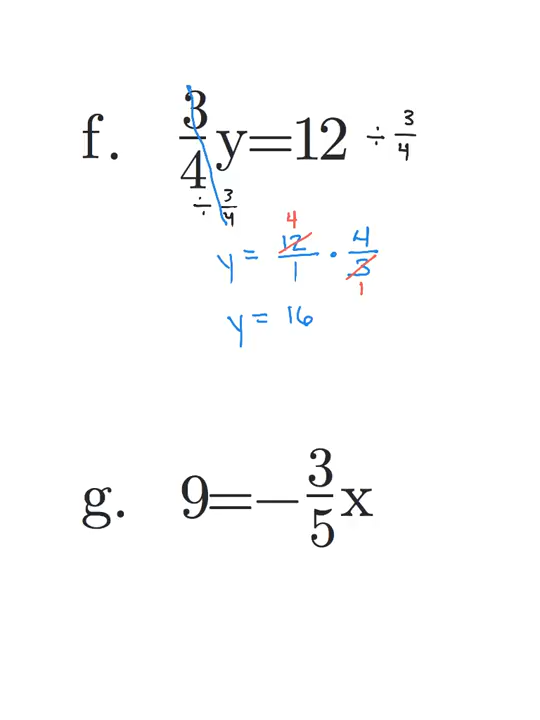 f. 3/4 y=12 ÷ 3/4
÷ 3/4
4
y = 12/1 · 4/3
1
y = 16
g. 9=−3/5 x